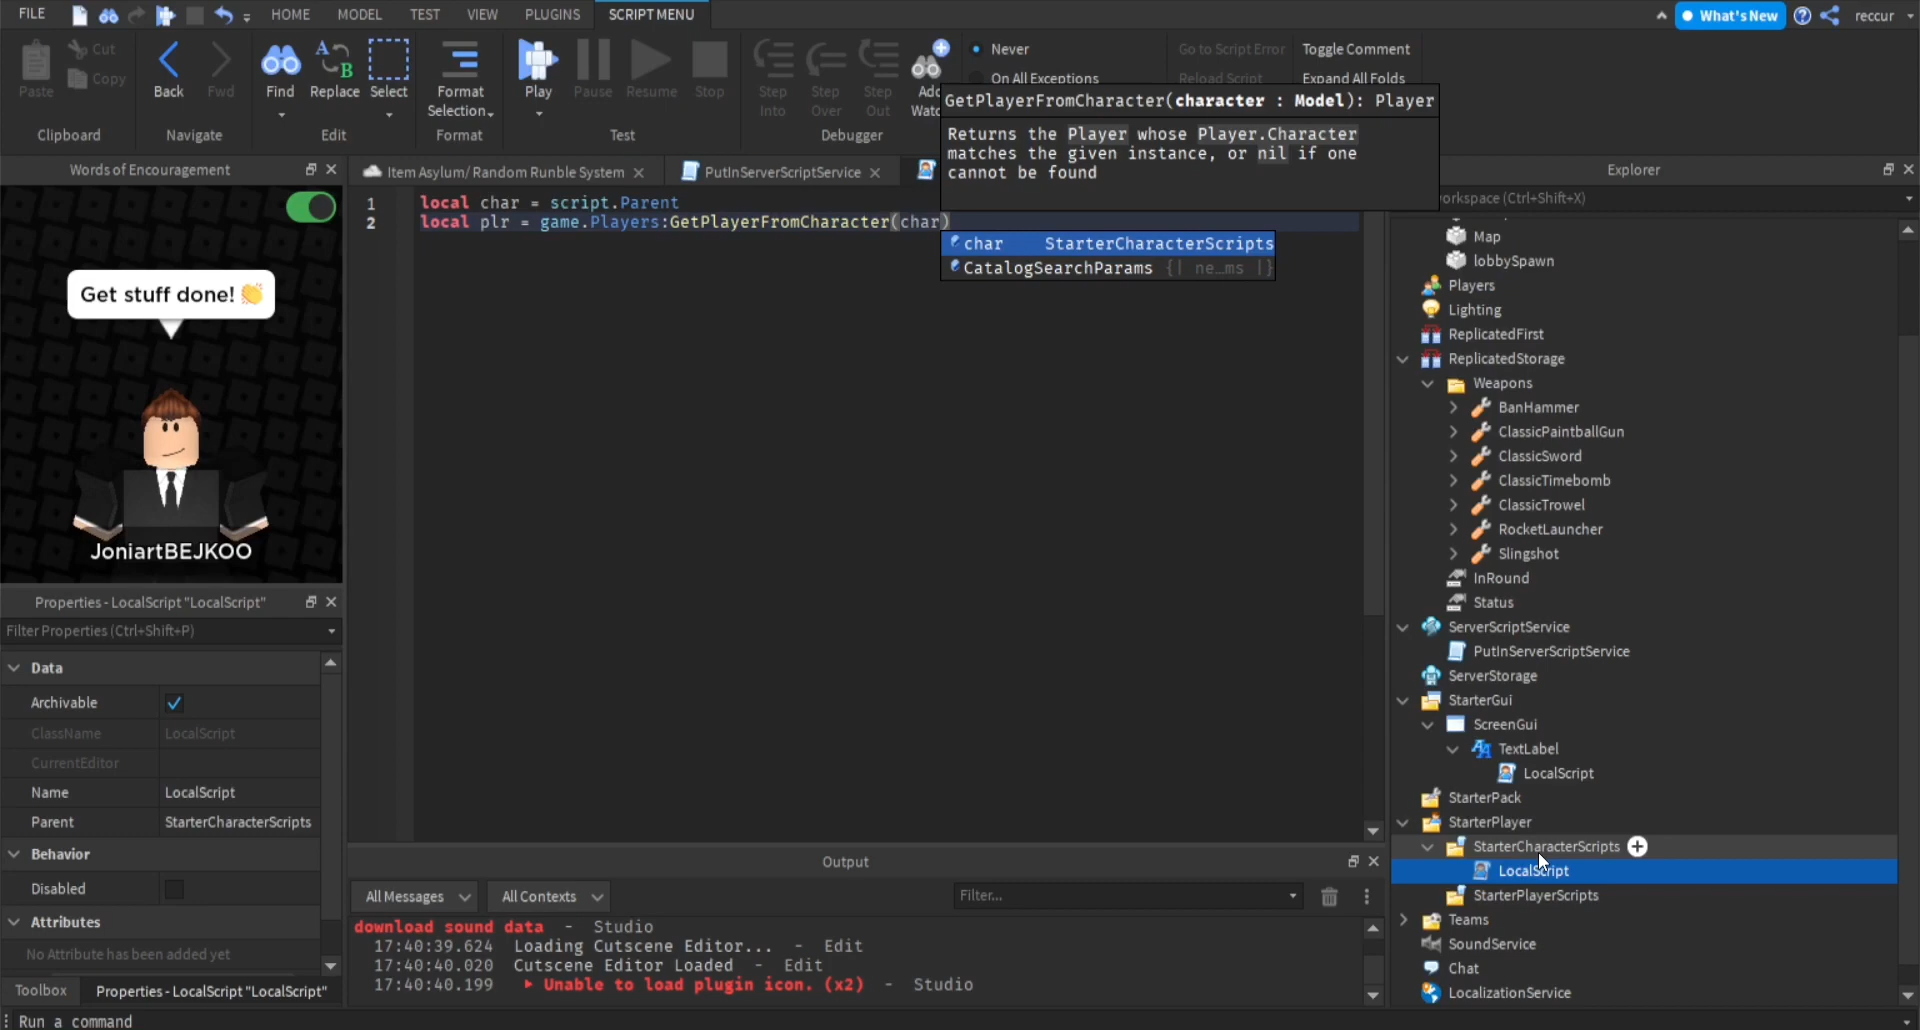 FILE
HOME
MODEL
TEST
VIEW
PLUGINS
SCRIPT MENU
What's New
reccur
Paste
Cut
Copy
Clipboard
Back
Fwd
Navigate
Find
Replace
Select
Edit
Format
Selection
Format
Play
Pause
Resume
Stop
Test
Step
Into
Step
Over
Step
Out
Debugger
Never
On All Exceptions
Go to Script Error
Reload Script
Toggle Comment
Expand All Folds
GetPlayerFromCharacter(character : Model): Player
Returns the Player whose Player.Character
matches the given instance, or nil if one
cannot be found
Words of Encouragement
Get stuff done! 👏
JoniartBEJKOO
Item Asylum/ Random Runble System
PutInServerScriptService
1 local char = script.Parent
2 local plr = game.Players:GetPlayerFromCharacter(char)
char StarterCharacterScripts
CatalogSearchParams {| ne…ms |}
Properties - LocalScript "LocalScript"
Filter Properties (Ctrl+Shift+P)
Data
Archivable
ClassName LocalScript
CurrentEditor
Name LocalScript
Parent StarterCharacterScripts
Behavior
Disabled
Attributes
No Attribute has been added yet
Toolbox
Properties - LocalScript "LocalScript"
Run a command
Output
All Messages
All Contexts
Filter...
download sound data - Studio
17:40:39.624 Loading Cutscene Editor... - Edit
17:40:40.020 Cutscene Editor Loaded - Edit
17:40:40.199 Unable to load plugin icon. (x2) - Studio
Explorer
(Ctrl+Shift+X)
Map
lobbySpawn
Players
Lighting
ReplicatedFirst
ReplicatedStorage
Weapons
BanHammer
ClassicPaintballGun
ClassicSword
ClassicTimebomb
ClassicTrowel
RocketLauncher
Slingshot
InRound
Status
ServerScriptService
PutInServerScriptService
ServerStorage
StarterGui
ScreenGui
TextLabel
LocalScript
StarterPack
StarterPlayer
StarterCharacterScripts
LocalScript
StarterPlayerScripts
Teams
SoundService
Chat
LocalizationService